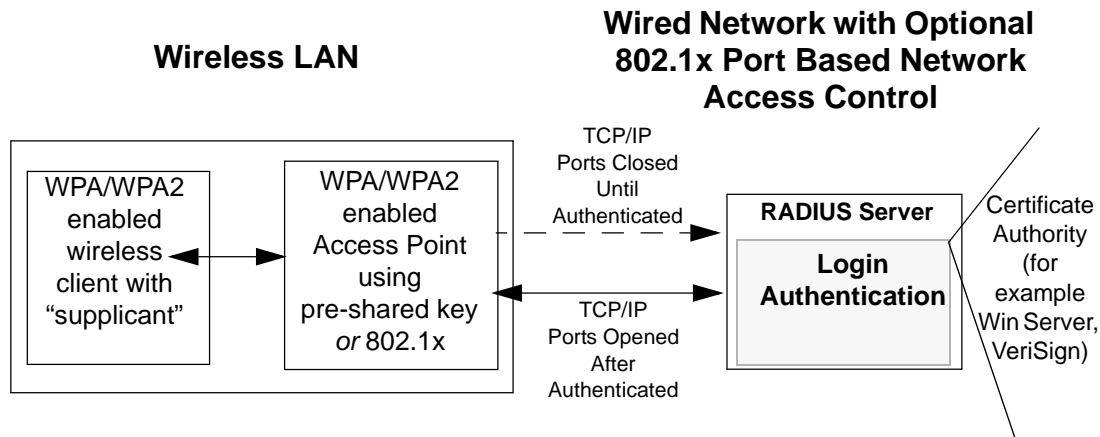 Wireless LAN
Wired Network with Optional
802.1x Port Based Network
Access Control
WPA/WPA2
enabled
wireless
client with
“supplicant”
WPA/WPA2
enabled
Access Point
using
pre-shared key
or 802.1x
TCP/IP
Ports Closed
Until
Authenticated
TCP/IP
Ports Opened
After
Authenticated
RADIUS Server
Login
Authentication
Certificate
Authority
(for
example
Win Server,
VeriSign)